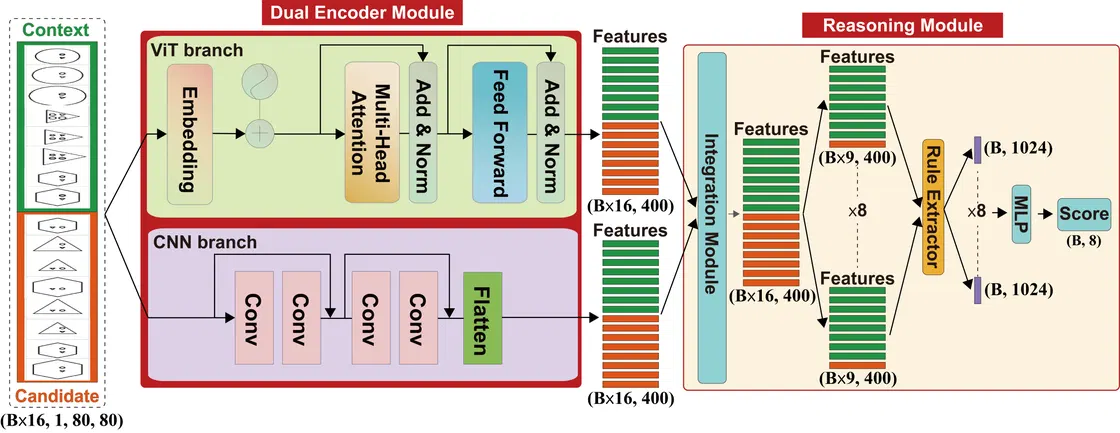 Context
Candidate
(B×16, 1, 80, 80)
Dual Encoder Module
ViT branch
Embedding
Multi-Head
Attention
Add & Norm
Feed Forward
Add & Norm
CNN branch
Conv
Conv
Conv
Conv
Flatten
Features
(B×16, 400)
Features
(B×16, 400)
Reasoning Module
Integration Module
Features
(B×16, 400)
Features
(B×9, 400)
×8
Features
(B×9, 400)
Rule Extractor
(B, 1024)
×8
(B, 1024)
MLP
Score
(B, 8)